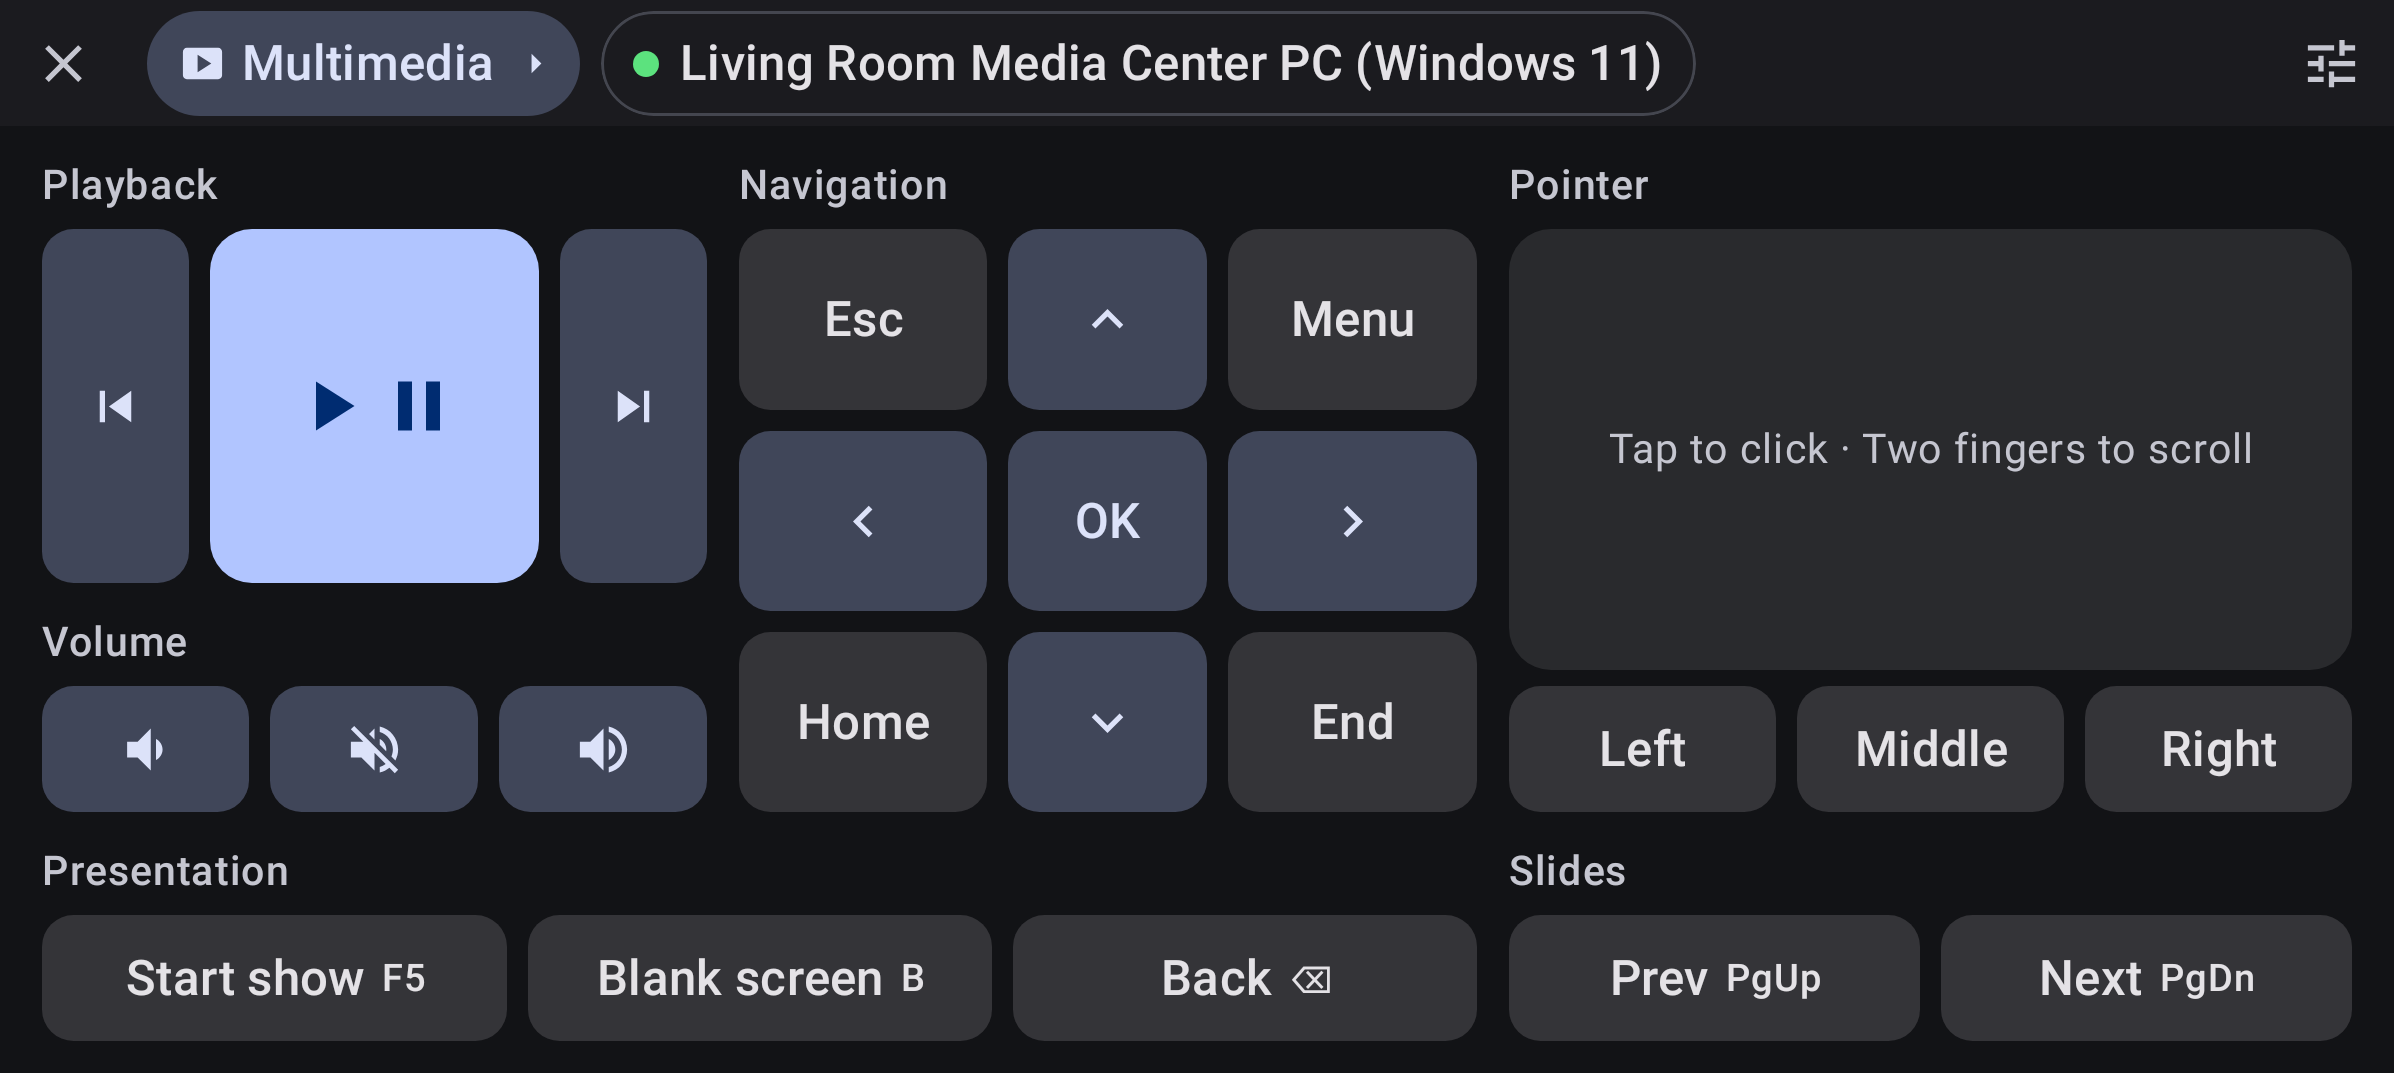 Multimedia
Living Room Media Center PC (Windows 11)
Playback
Navigation
Pointer
Esc
Menu
Tap to click · Two fingers to scroll
OK
Volume
Home
End
Left
Middle
Right
Presentation
Slides
Start show F5
Blank screen B
Back
Prev PgUp
Next PgDn